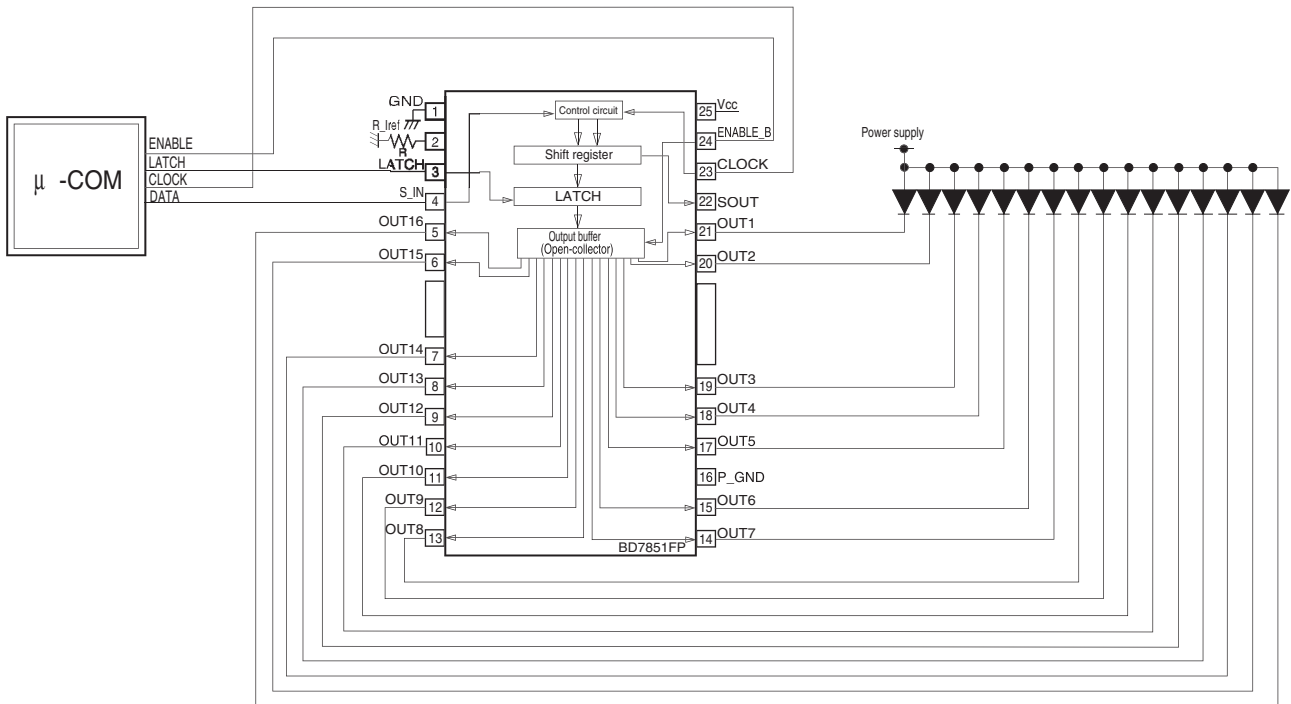 μ -COM
ENABLE
LATCH
CLOCK
DATA
GND
R_Iref
R
LATCH
S_IN
OUT16
OUT15
OUT14
OUT13
OUT12
OUT11
OUT10
OUT9
OUT8
1
2
3
4
5
6
7
8
9
10
11
12
13
Control circuit
Shift register
LATCH
Output buffer
(Open-collector)
BD7851FP
25
24
23
22
21
20
19
18
17
16
15
14
Vcc
ENABLE_B
CLOCK
SOUT
OUT1
OUT2
OUT3
OUT4
OUT5
P_GND
OUT6
OUT7
Power supply